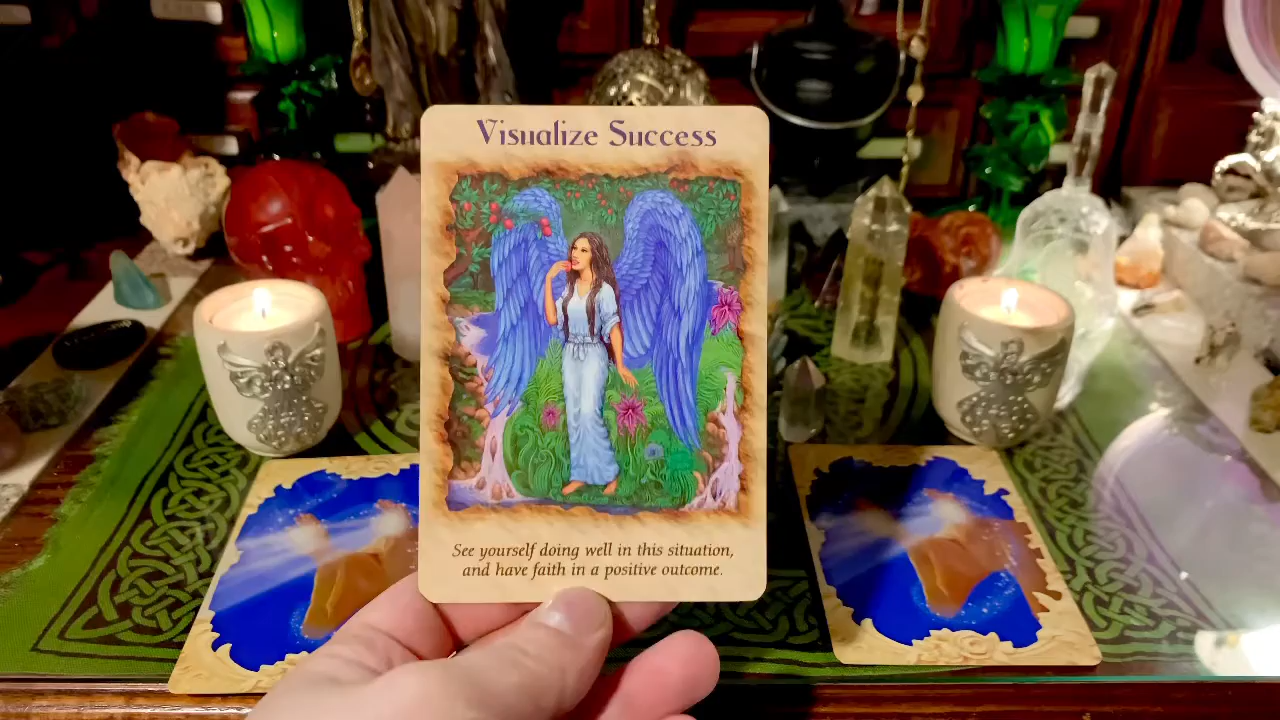 Visualize Success
See yourself doing well in this situation,
and have faith in a positive outcome.